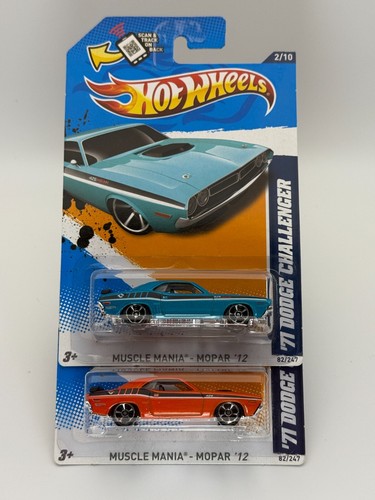 SCAN &
TRACK
ON
BACK
2/10
HOT WHEELS
'71 DODGE CHALLENGER
3+
MUSCLE MANIA - MOPAR '12
82/247
'71 DODGE
3+
MUSCLE MANIA - MOPAR '12
82/247